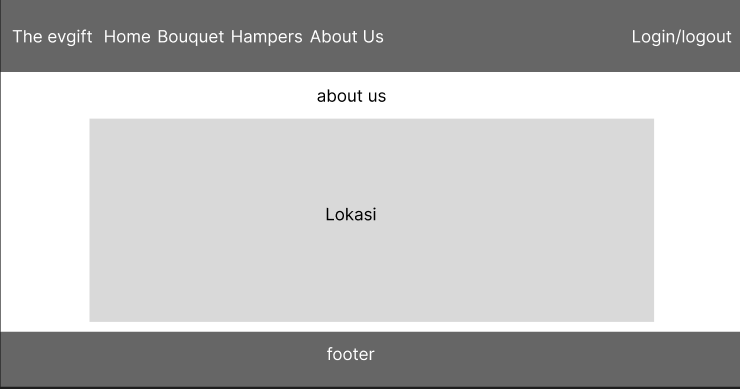 The evgift Home Bouquet Hampers About Us Login/logout
about us
Lokasi
footer